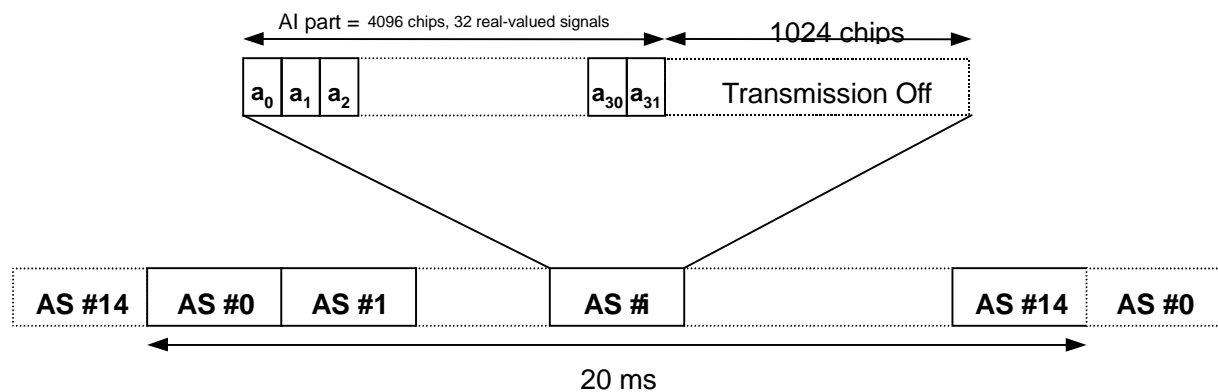 AI part = 4096 chips, 32 real-valued signals
1024 chips
a0 a1 a2 a30 a31 Transmission Off
AS #14 AS #0 AS #1 AS #i AS #14 AS #0
20 ms